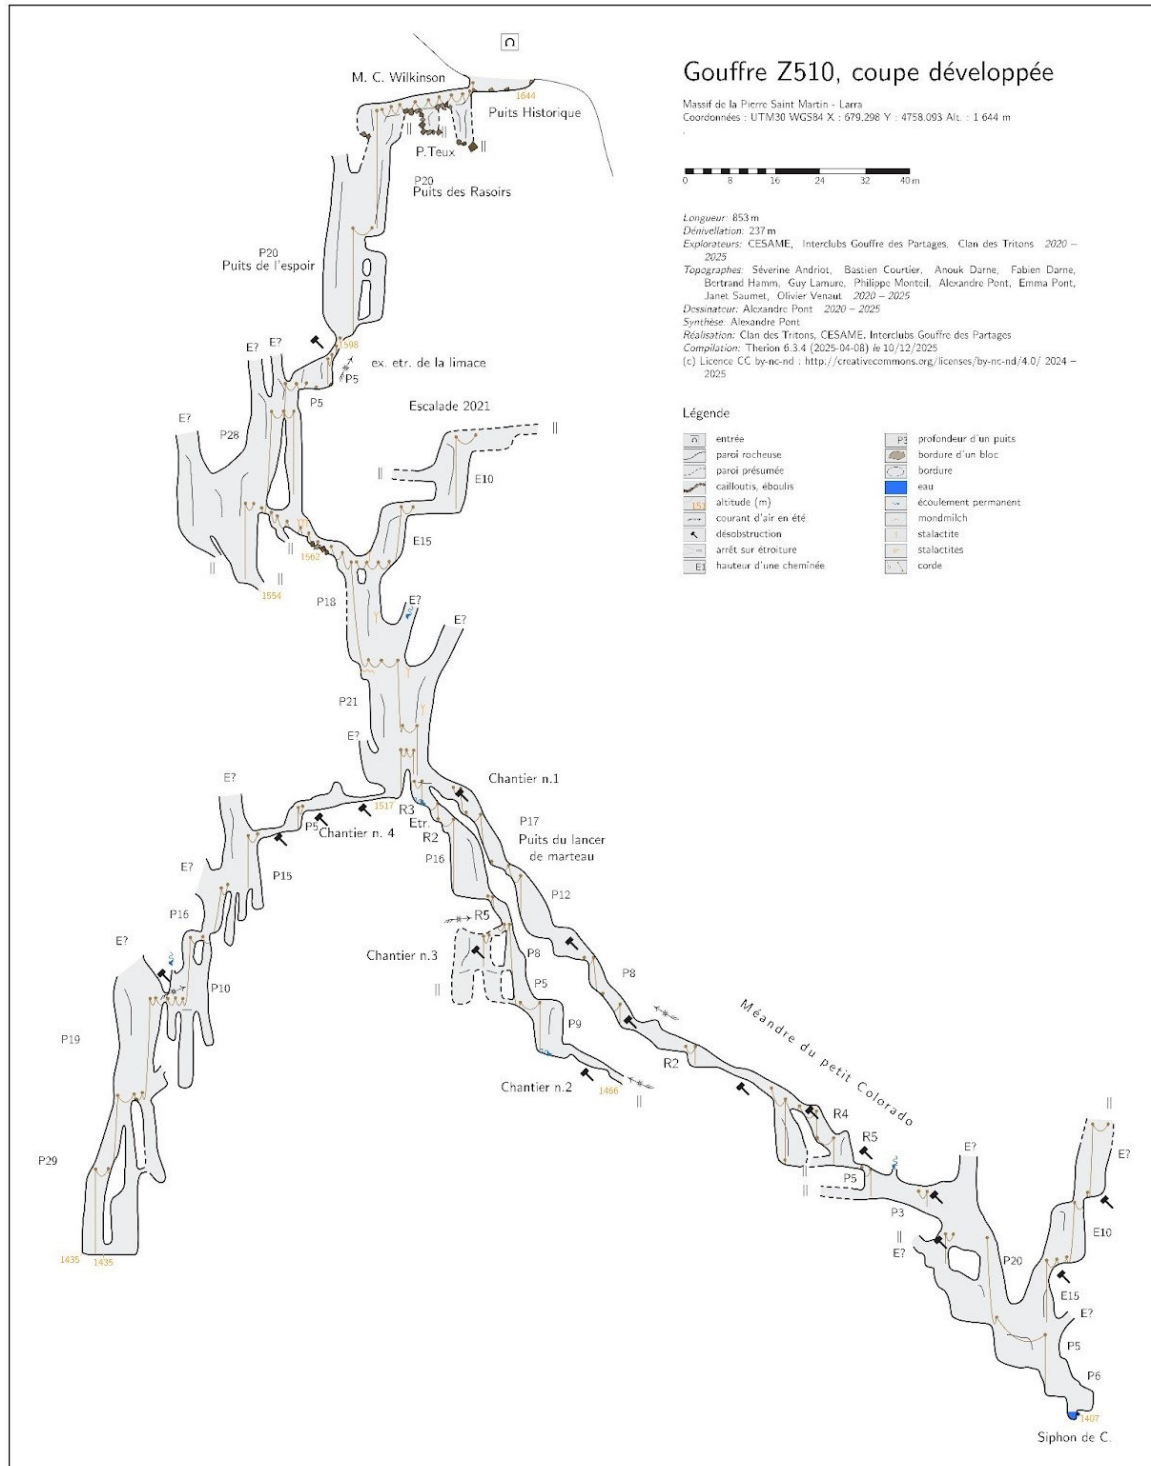 Gouffre Z510, coupe développée
Massif de la Pierre Saint Martin - Larra
Coordonnées : UTM30 WGS84 X : 679.298 Y : 4758.093 Alt. : 1 644 m
0 8 16 24 32 40 m
Longueur: 853 m
Dénivellation: 237 m
Explorateurs: CESAME, Interclubs Gouffre des Partages, Clan des Tritons 2020 –
2025
Topographes: Séverine Andriot, Bastien Courtier, Anouk Darne, Fabien Darne,
Bertrand Hamm, Guy Lamure, Philippe Monteil, Alexandre Pont, Emma Pont,
Janet Saumet, Olivier Venaut 2020 – 2025
Dessinateur: Alexandre Pont 2020 – 2025
Synthèse: Alexandre Pont
Réalisation: Clan des Tritons, CESAME, Interclubs Gouffre des Partages
Compilation: Therion 6.3.4 (2025-04-08) le 10/12/2025
(c) Licence CC by-nc-nd : http://creativecommons.org/licenses/by-nc-nd/4.0/ 2024 –
2025
Légende
entrée
paroi rocheuse
paroi présumée
cailloutis, éboulis
altitude (m)
courant d'air en été
désobstruction
arrêt sur étroiture
E1 hauteur d'une cheminée
P3 profondeur d'un puits
bordure d'un bloc
bordure
eau
écoulement permanent
mondmilch
stalactite
stalactites
corde
M. C. Wilkinson
1644
Puits Historique
P.Teux
P20
Puits des Rasoirs
P20
Puits de l'espoir
1598
E?
E?
P5
ex. etr. de la limace
P5
Escalade 2021
E?
P28
E10
E15
1562
1554
P18
E?
E?
P21
E?
Chantier n.1
E?
1517
R3
P5
Chantier n. 4
Etr.
R2
P17
Puits du lancer
de marteau
P16
E?
P15
P12
P16
R5
E?
Chantier n.3
P8
P8
P10
P5
P19
P9
Méandre du petit Colorado
R2
Chantier n.2
1466
R4
P29
R5
E?
E?
P5
P3
E10
E?
P20
1435
1435
E15
E?
P5
P6
1407
Siphon de C.